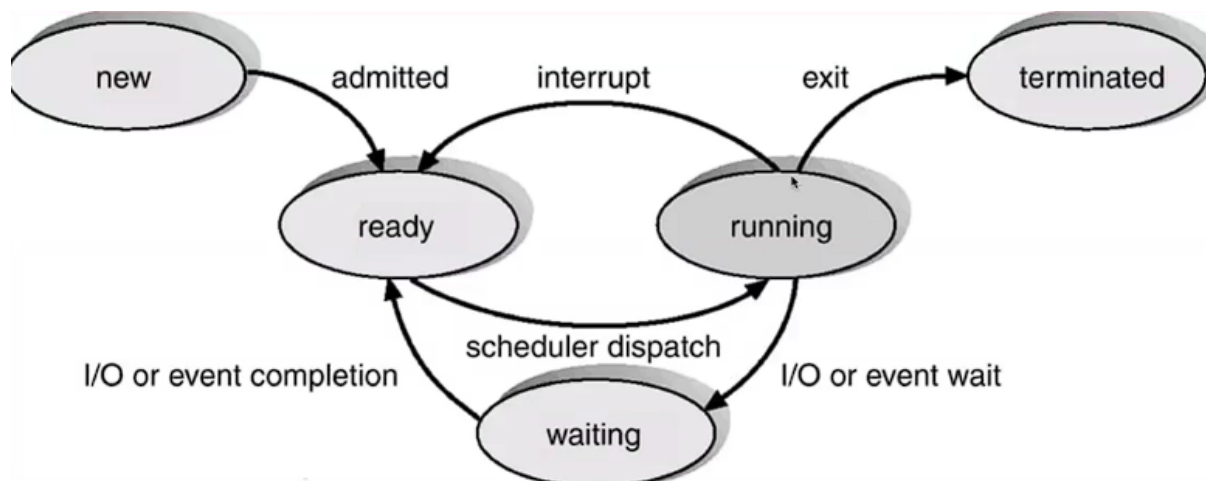 new
admitted
interrupt
exit
terminated
ready
running
scheduler dispatch
I/O or event completion
I/O or event wait
waiting